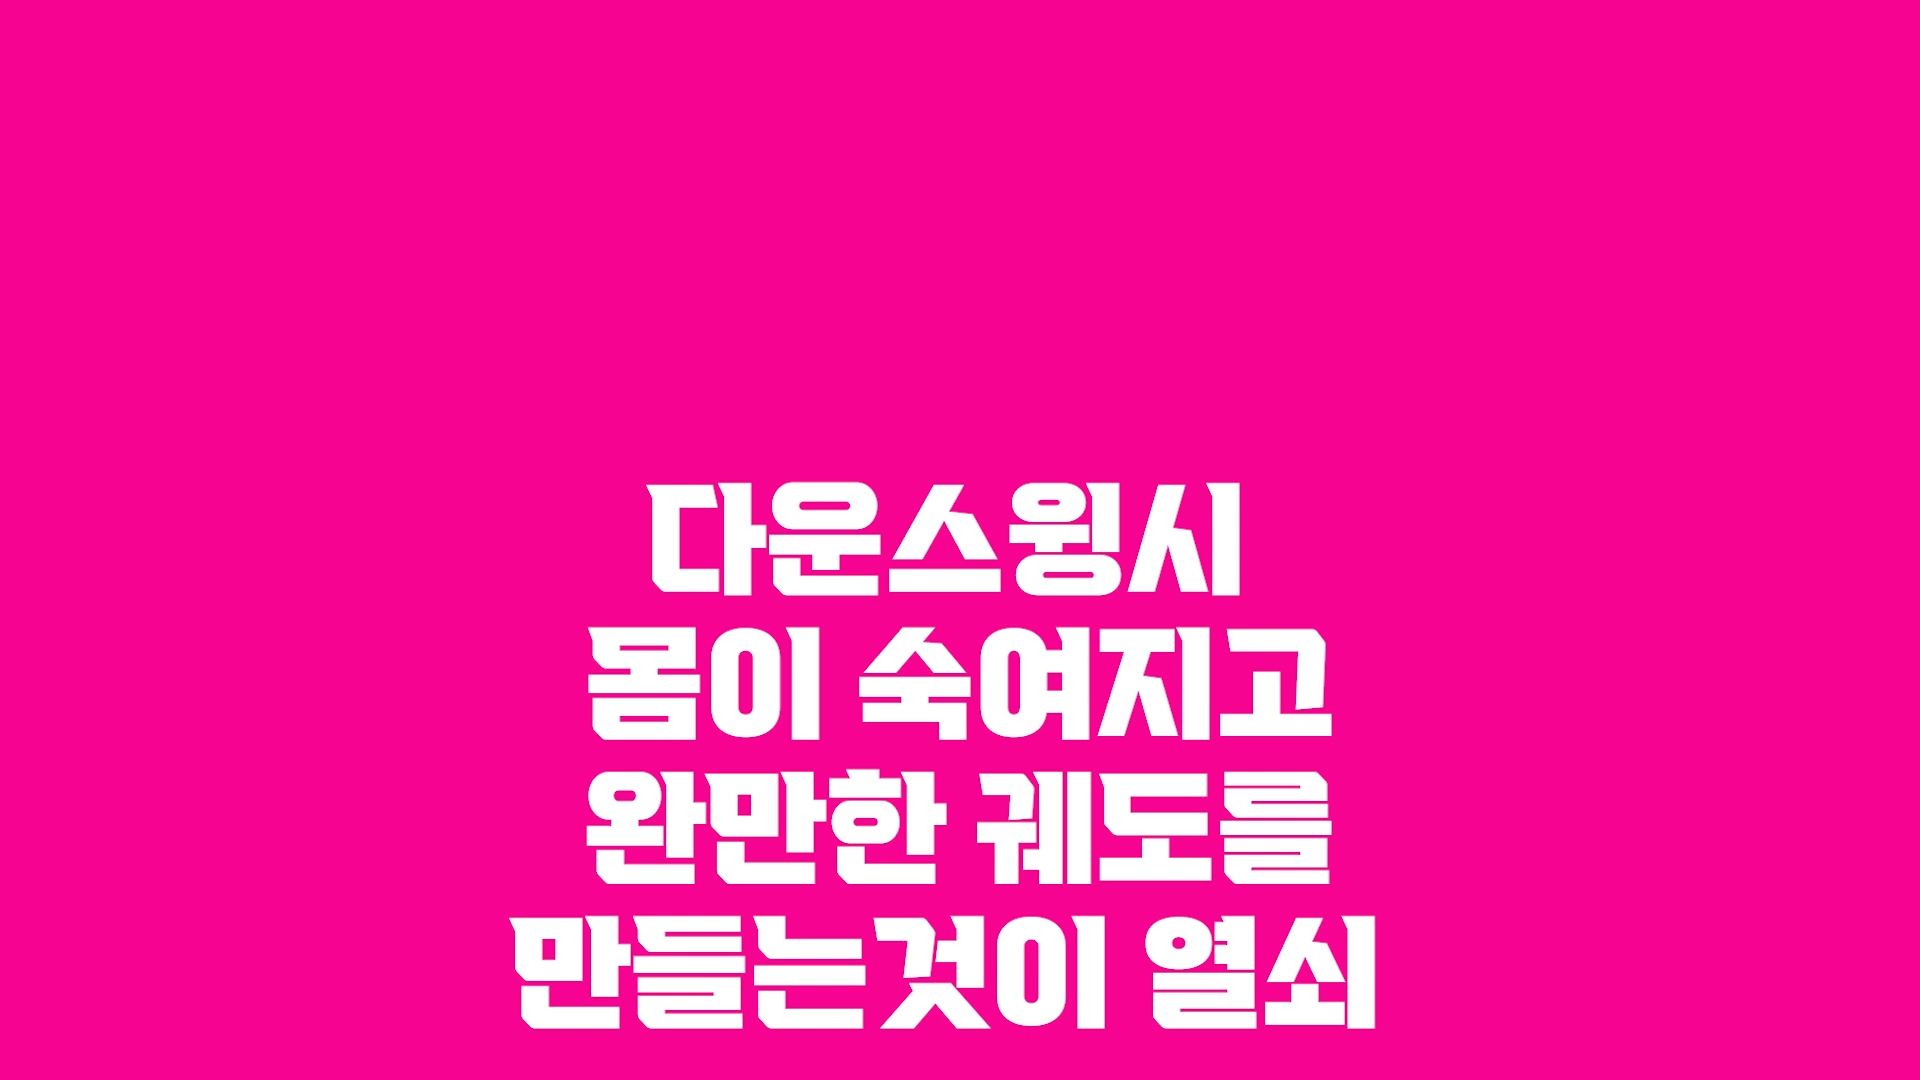 다운스윙시
몸이 숙여지고
완만한 궤도를
만들는것이 열쇠